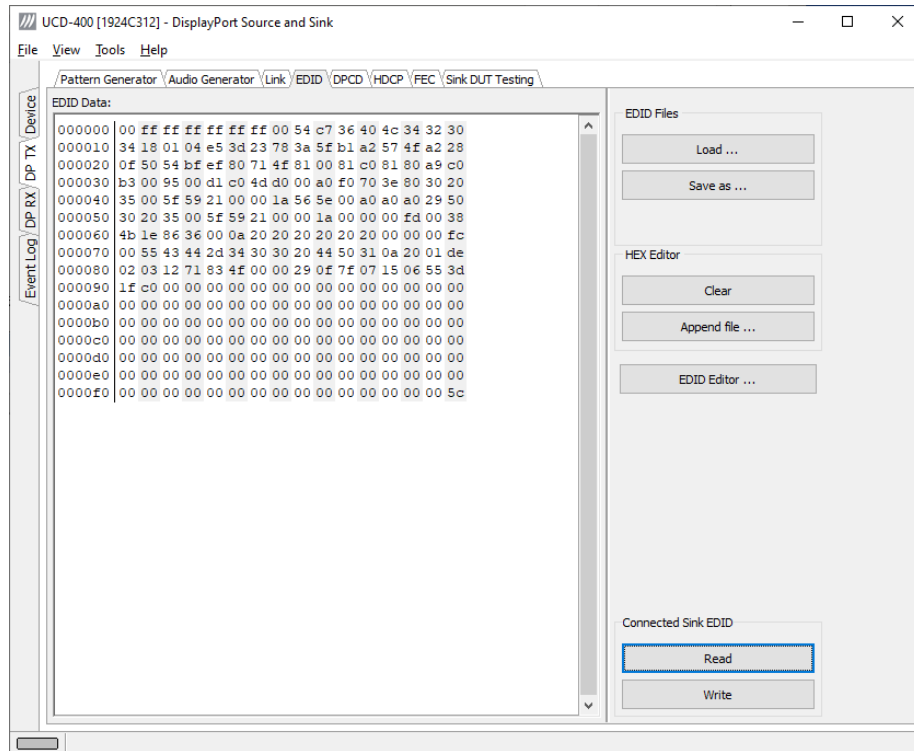 UCD-400 [1924C312] - DisplayPort Source and Sink
File View Tools Help
Pattern Generator Audio Generator Link EDID DPCD HDCP FEC Sink DUT Testing
Device
DP TX
DP RX
Event Log
EDID Data:
000000 00 ff ff ff ff ff ff 00 54 c7 36 40 4c 34 32 30
000010 34 18 01 04 e5 3d 23 78 3a 5f b1 a2 57 4f a2 28
000020 0f 50 54 bf ef 80 71 4f 81 00 81 c0 81 80 a9 c0
000030 b3 00 95 00 d1 c0 4d d0 00 a0 f0 70 3e 80 30 20
000040 35 00 5f 59 21 00 00 1a 56 5e 00 a0 a0 a0 29 50
000050 30 20 35 00 5f 59 21 00 00 1a 00 00 00 fd 00 38
000060 4b 1e 86 36 00 0a 20 20 20 20 20 20 00 00 00 fc
000070 00 55 43 44 2d 34 30 30 20 44 50 31 0a 20 01 de
000080 02 03 12 71 83 4f 00 00 29 0f 7f 07 15 06 55 3d
000090 1f c0 00 00 00 00 00 00 00 00 00 00 00 00 00 00
0000a0 00 00 00 00 00 00 00 00 00 00 00 00 00 00 00 00
0000b0 00 00 00 00 00 00 00 00 00 00 00 00 00 00 00 00
0000c0 00 00 00 00 00 00 00 00 00 00 00 00 00 00 00 00
0000d0 00 00 00 00 00 00 00 00 00 00 00 00 00 00 00 00
0000e0 00 00 00 00 00 00 00 00 00 00 00 00 00 00 00 00
0000f0 00 00 00 00 00 00 00 00 00 00 00 00 00 00 00 5c
EDID Files
Load ...
Save as ...
HEX Editor
Clear
Append file ...
EDID Editor ...
Connected Sink EDID
Read
Write